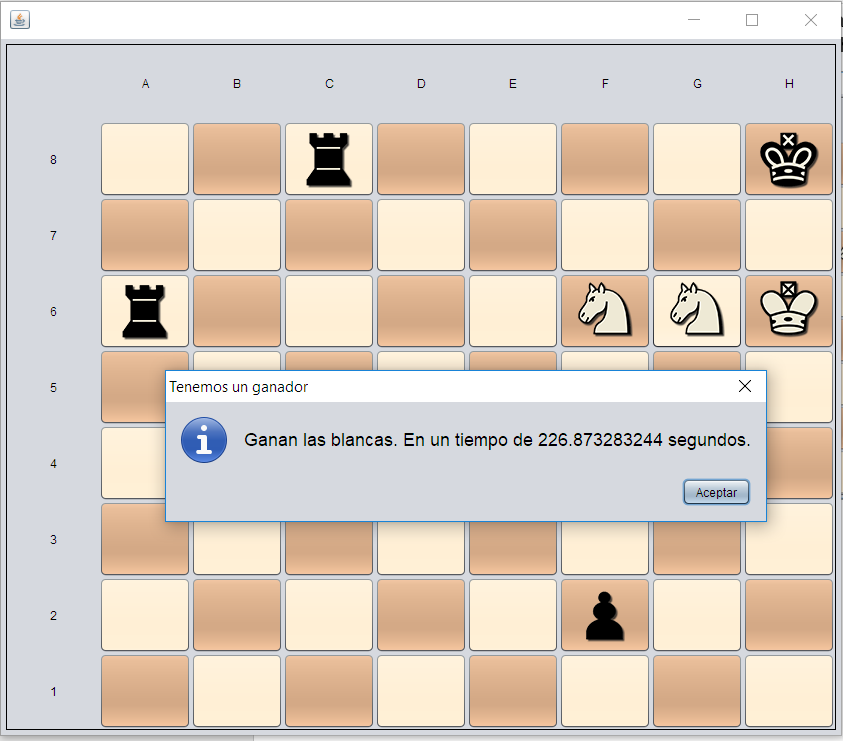 A B C D E F G H
8
7
6
5
4
3
2
1
Tenemos un ganador
Ganan las blancas. En un tiempo de 226.873283244 segundos.
Aceptar